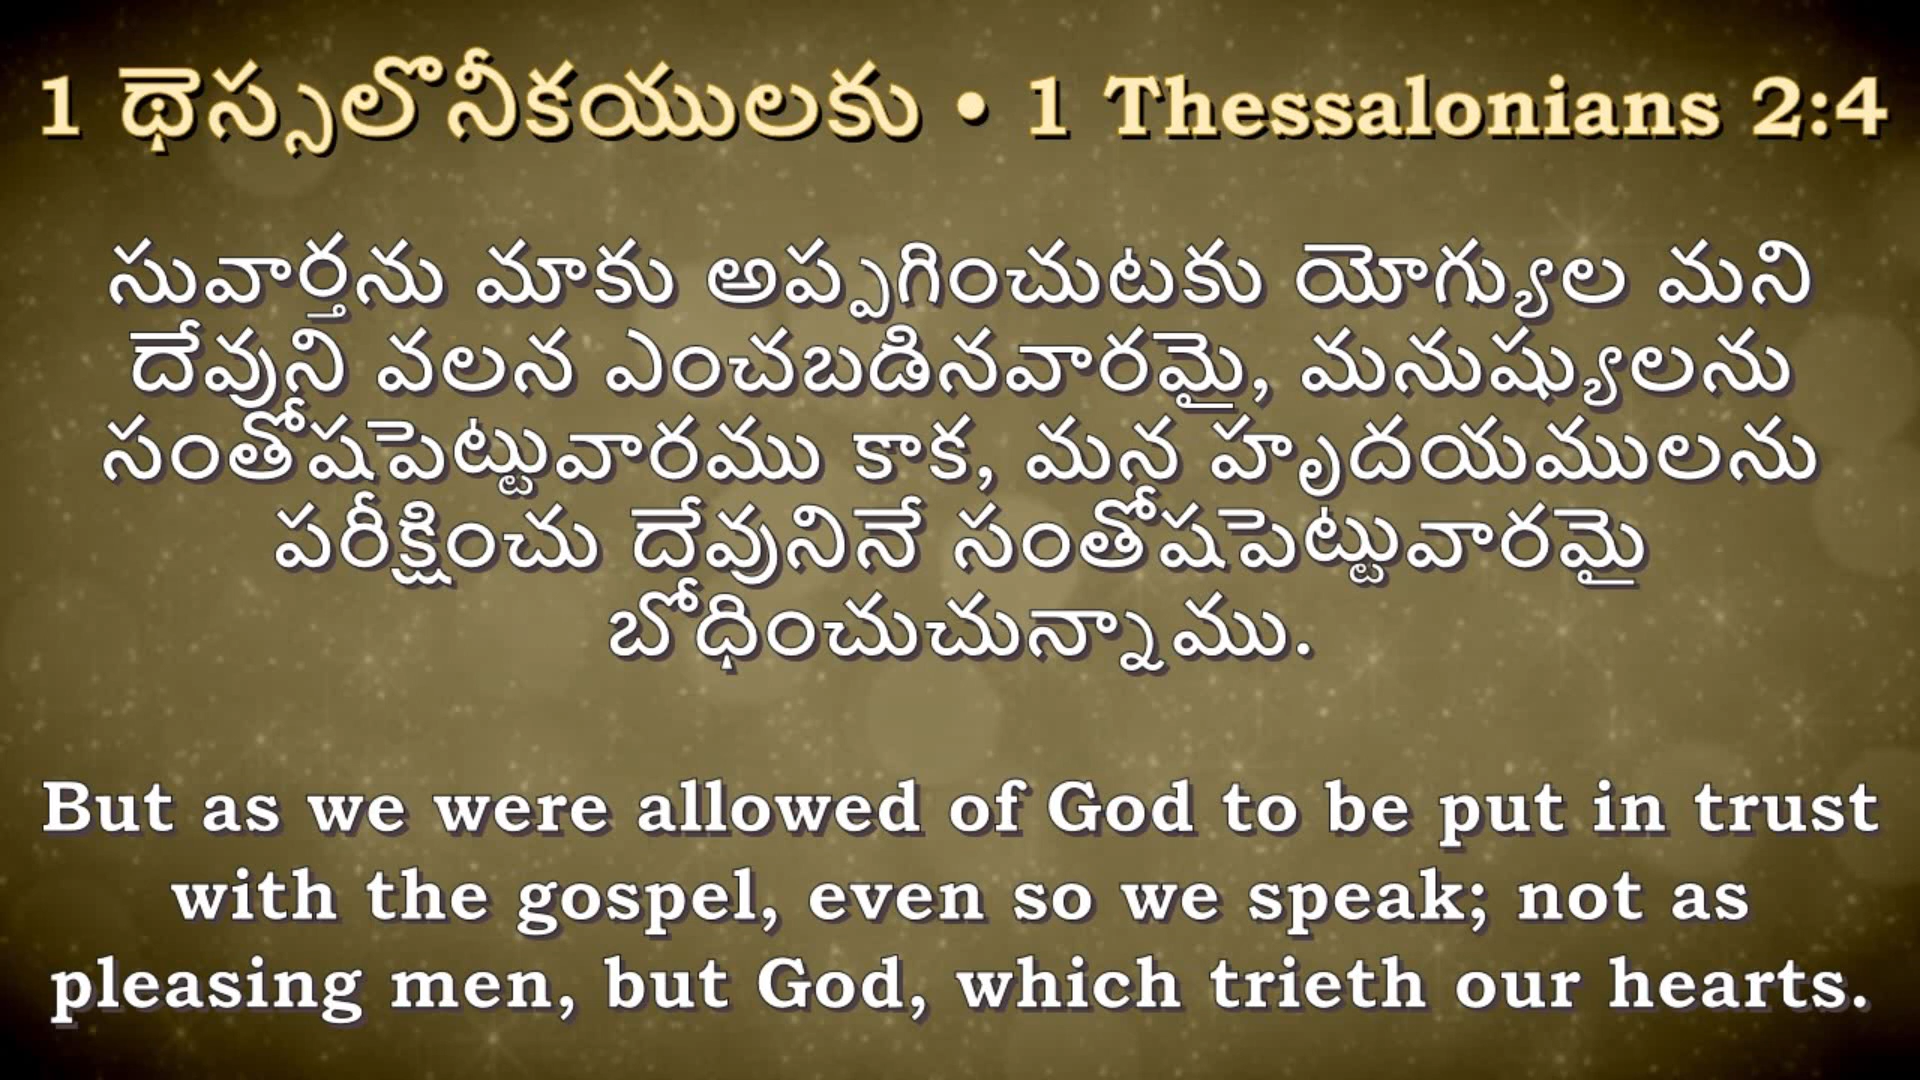 1 థెస్సలొనీకయులకు • 1 Thessalonians 2:4
సువార్తను మాకు అప్పగించుటకు యోగ్యుల మని
దేవుని వలన ఎంచబడినవారమై, మనుష్యులను
సంతోషపెట్టువారము కాక, మన హృదయములను
పరీక్షించు దేవునినే సంతోషపెట్టువారమై
బోధించుచున్నాము.
But as we were allowed of God to be put in trust
with the gospel, even so we speak; not as
pleasing men, but God, which trieth our hearts.